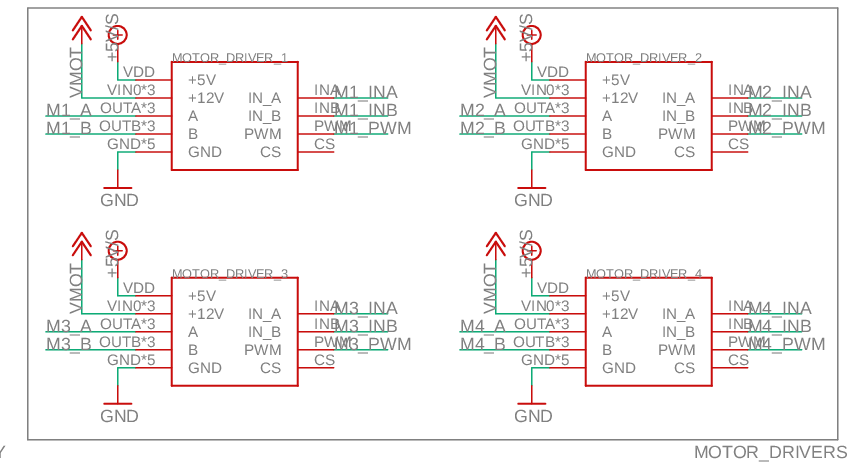 +5V/S +5V/S
VMOT VMOT
MOTOR_DRIVER_1 MOTOR_DRIVER_2
VDD +5V VDD +5V
VIN0*3 +12V IN_A INA M1_INA VIN0*3 +12V IN_A INA M2_INA
M1_A OUTA*3 A IN_B INB M1_INB M2_A OUTA*3 A IN_B INB M2_INB
M1_B OUTB*3 B PWM PWM M1_PWM M2_B OUTB*3 B PWM PWM M2_PWM
GND*5 GND CS CS GND*5 GND CS CS
GND GND
+5V/S +5V/S
VMOT VMOT
MOTOR_DRIVER_3 MOTOR_DRIVER_4
VDD +5V VDD +5V
VIN0*3 +12V IN_A INA M3_INA VIN0*3 +12V IN_A INA M4_INA
M3_A OUTA*3 A IN_B INB M3_INB M4_A OUTA*3 A IN_B INB M4_INB
M3_B OUTB*3 B PWM PWM M3_PWM M4_B OUTB*3 B PWM PWM M4_PWM
GND*5 GND CS CS GND*5 GND CS CS
GND GND
Y MOTOR_DRIVERS